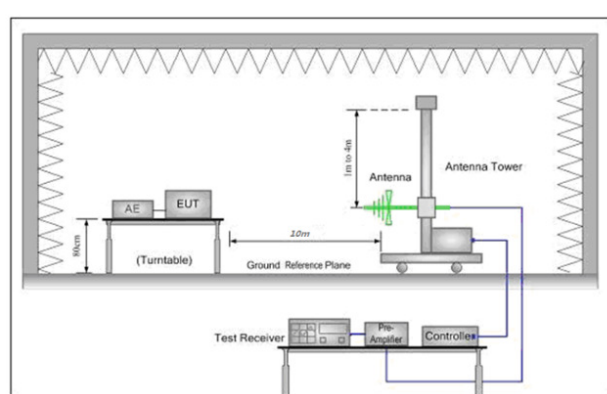 1m to 4m
Antenna
Antenna Tower
AE
EUT
80cm
(Turntable)
10m
Ground Reference Plane
Test Receiver
Pre-
Amplifier
Controller